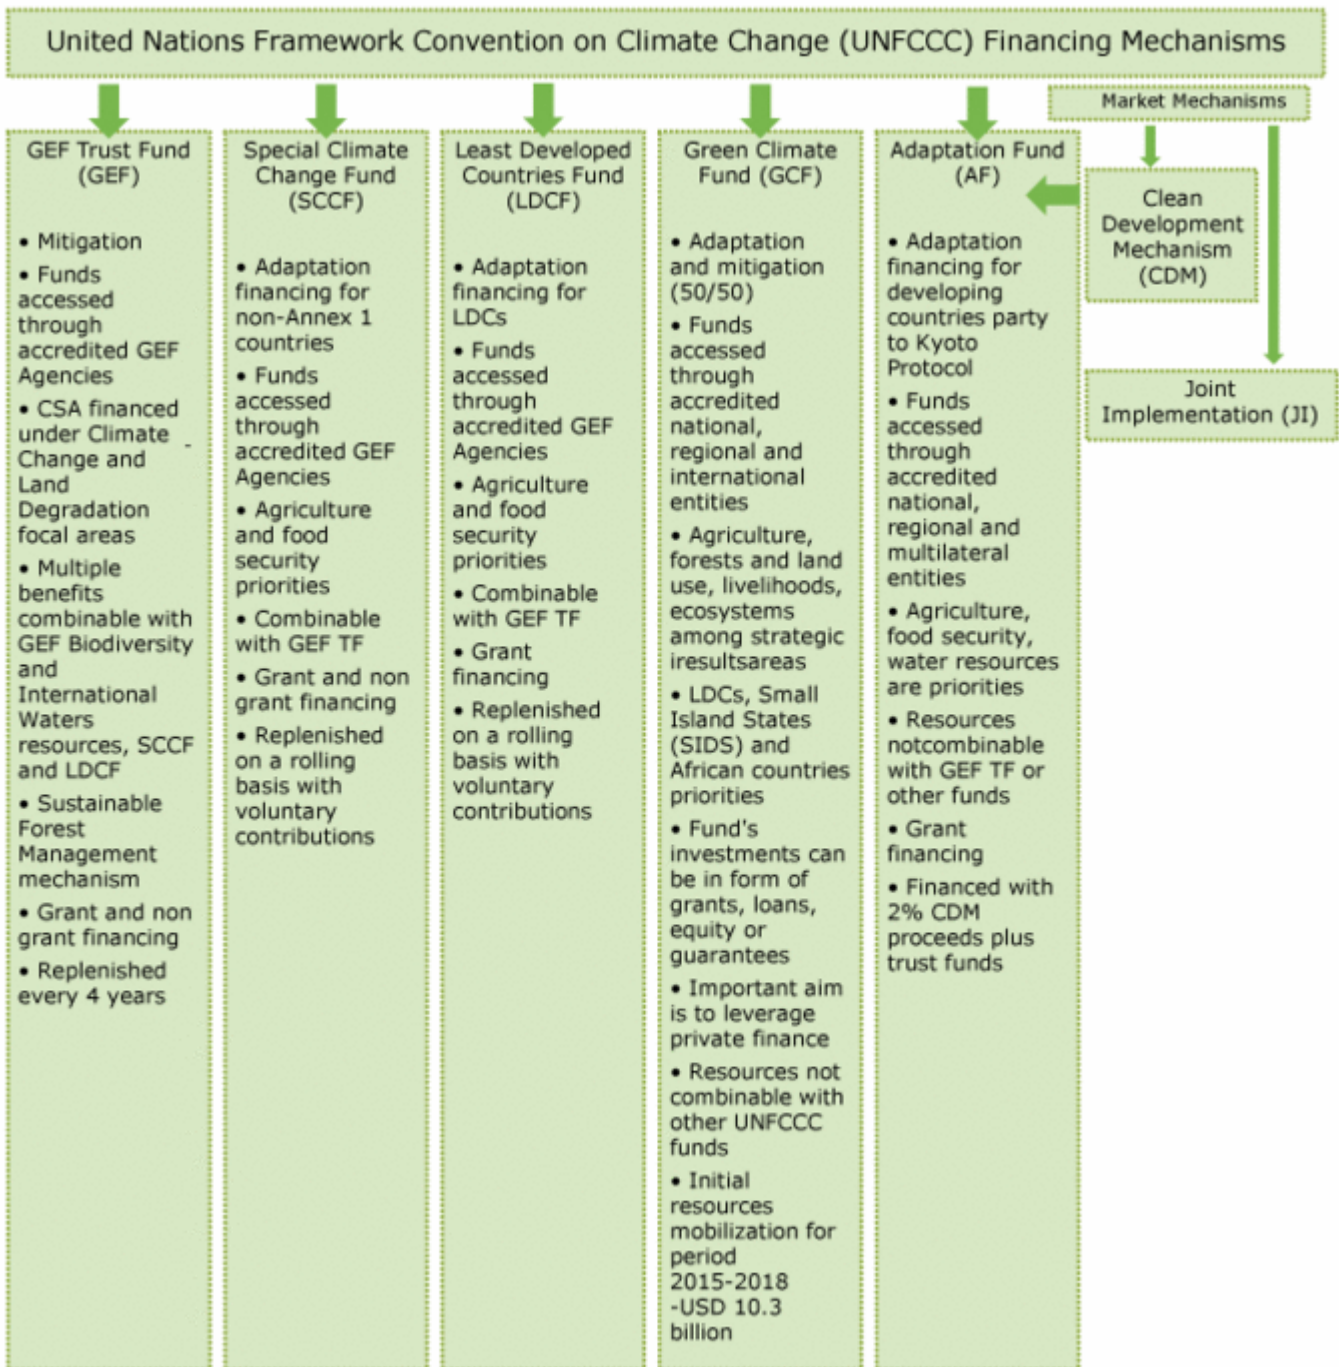 United Nations Framework Convention on Climate Change (UNFCCC) Financing Mechanisms
GEF Trust Fund
(GEF)
• Mitigation
• Funds
accessed
through
accredited GEF
Agencies
• CSA financed
under Climate
Change and
Land
Degradation
focal areas
• Multiple
benefits
combinable with
GEF Biodiversity
and
International
Waters
resources, SCCF
and LDCF
• Sustainable
Forest
Management
mechanism
• Grant and non
grant financing
• Replenished
every 4 years
Special Climate
Change Fund
(SCCF)
• Adaptation
financing for
non-Annex 1
countries
• Funds
accessed
through
accredited GEF
Agencies
• Agriculture
and food
security
priorities
• Combinable
with GEF TF
• Grant and non
grant financing
• Replenished
on a rolling
basis with
voluntary
contributions
Least Developed
Countries Fund
(LDCF)
• Adaptation
financing for
LDCs
• Funds
accessed
through
accredited GEF
Agencies
• Agriculture
and food
security
priorities
• Combinable
with GEF TF
• Grant
financing
• Replenished
on a rolling
basis with
voluntary
contributions
Green Climate
Fund (GCF)
• Adaptation
and mitigation
(50/50)
• Funds
accessed
through
accredited
national,
regional and
international
entities
• Agriculture,
forests and land
use, livelihoods,
ecosystems
among strategic
iresultsareas
• LDCs, Small
Island States
(SIDS) and
African countries
priorities
• Fund's
investments can
be in form of
grants, loans,
equity or
guarantees
• Important aim
is to leverage
private finance
• Resources not
combinable with
other UNFCCC
funds
• Initial
resources
mobilization for
period
2015-2018
-USD 10.3
billion
Adaptation Fund
(AF)
• Adaptation
financing for
developing
countries party
to Kyoto
Protocol
• Funds
accessed
through
accredited
national,
regional and
multilateral
entities
• Agriculture,
food security,
water resources
are priorities
• Resources
notcombinable
with GEF TF or
other funds
• Grant
financing
• Financed with
2% CDM
proceeds plus
trust funds
Market Mechanisms
Clean
Development
Mechanism
(CDM)
Joint
Implementation (JI)